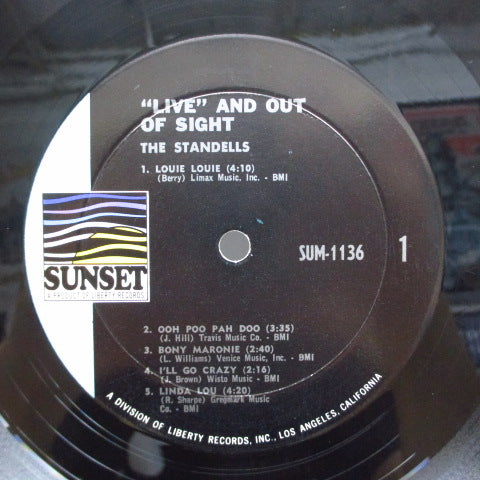 "LIVE" AND OUT
OF SIGHT
THE STANDELLS
1. LOUIE LOUIE (4:10)
(Berry) Limax Music, Inc. - BMI
SUNSET
A PRODUCT OF LIBERTY RECORDS
SUM-1136
1
2. OOH POO PAH DOO (3:35)
(J. Hill) Travis Music Co. - BMI
3. BONY MARONIE (2:40)
(L. Williams) Venice Music, Inc. - BMI
4. I'LL GO CRAZY (2:16)
(J. Brown) Wisto Music - BMI
5. LINDA LOU (4:20)
(R. Sharpe) Gregmark Music
Co. - BMI
A DIVISION OF LIBERTY RECORDS, INC., LOS ANGELES, CALIFORNIA